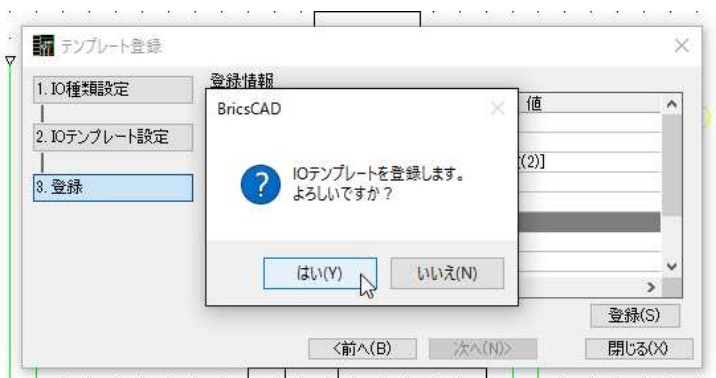 テンプレート登録
1. IO種類設定
2. IOテンプレート設定
3. 登録
登録情報
値
(2)]
BricsCAD
IOテンプレートを登録します。
よろしいですか？
はい(Y)
いいえ(N)
登録(S)
<前へ(B)
次へ(N)>
閉じる(X)